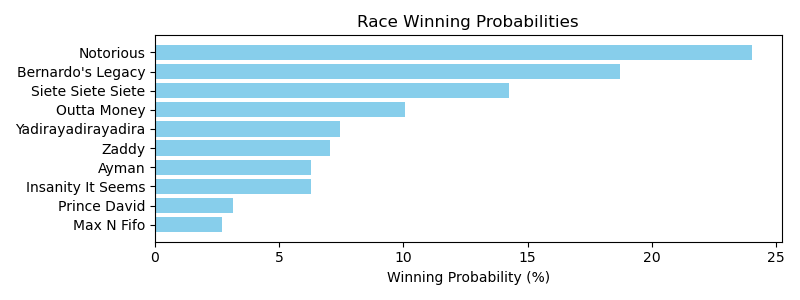 Race Winning Probabilities
Notorious
Bernardo's Legacy
Siete Siete Siete
Outta Money
Yadirayadirayadira
Zaddy
Ayman
Insanity It Seems
Prince David
Max N Fifo
0 5 10 15 20 25
Winning Probability (%)